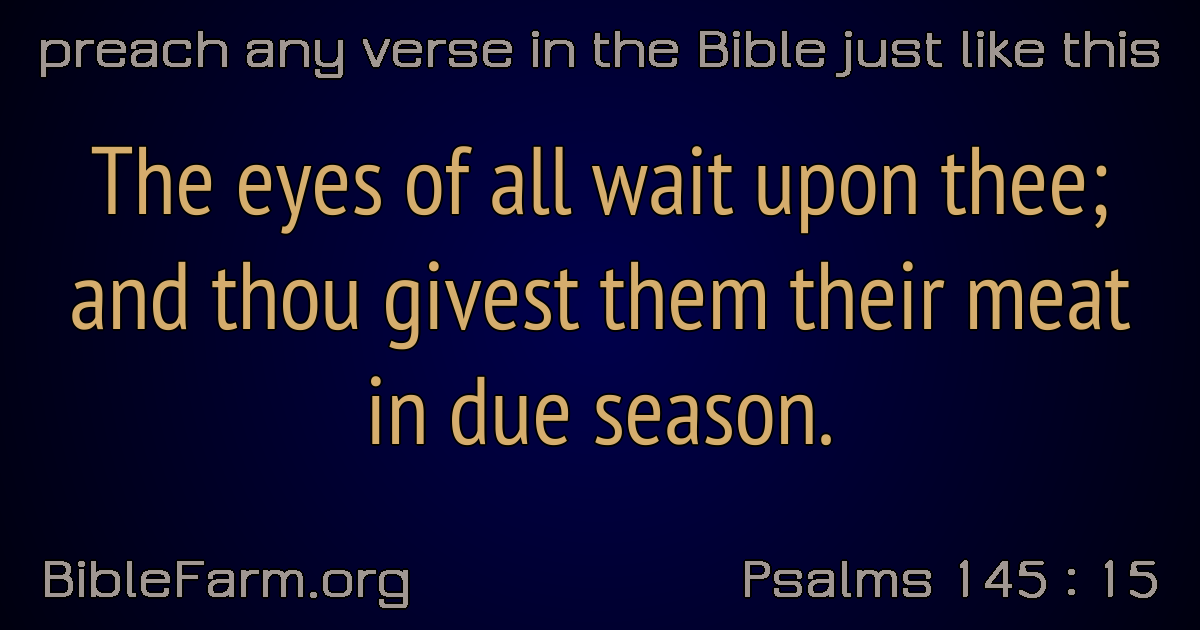 preach any verse in the Bible just like this
The eyes of all wait upon thee;
and thou givest them their meat
in due season.
BibleFarm.org
Psalms 145 : 15